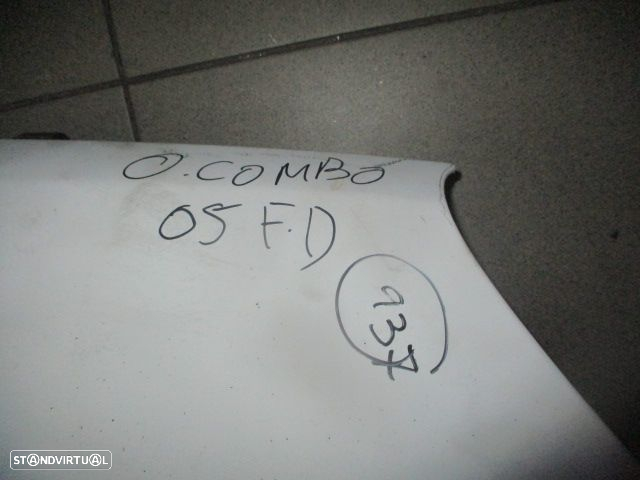 O.COMBO
05 F.D
937
STANDVIRTUAL